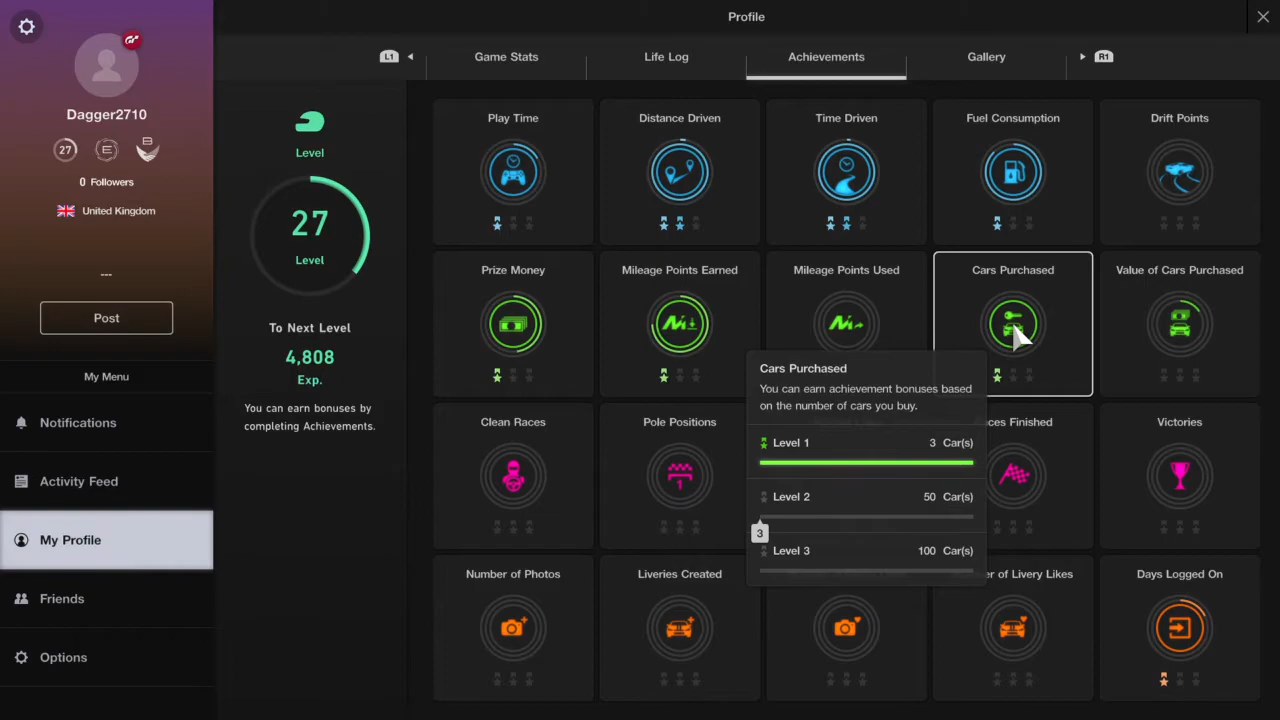 Profile
L1
Game Stats
Life Log
Achievements
Gallery
R1
Dagger2710
27
E
B
0 Followers
United Kingdom
---
Post
My Menu
Notifications
Activity Feed
My Profile
Friends
Options
Level
27
Level
To Next Level
4,808
Exp.
You can earn bonuses by
completing Achievements.
Play Time
Distance Driven
Time Driven
Fuel Consumption
Drift Points
Prize Money
Mileage Points Earned
Mileage Points Used
Cars Purchased
Value of Cars Purchased
Cars Purchased
You can earn achievement bonuses based
on the number of cars you buy.
Level 1 3 Car(s)
Level 2 50 Car(s)
3
Level 3 100 Car(s)
Clean Races
Pole Positions
1
Finished
Victories
Number of Photos
Liveries Created
of Livery Likes
Days Logged On